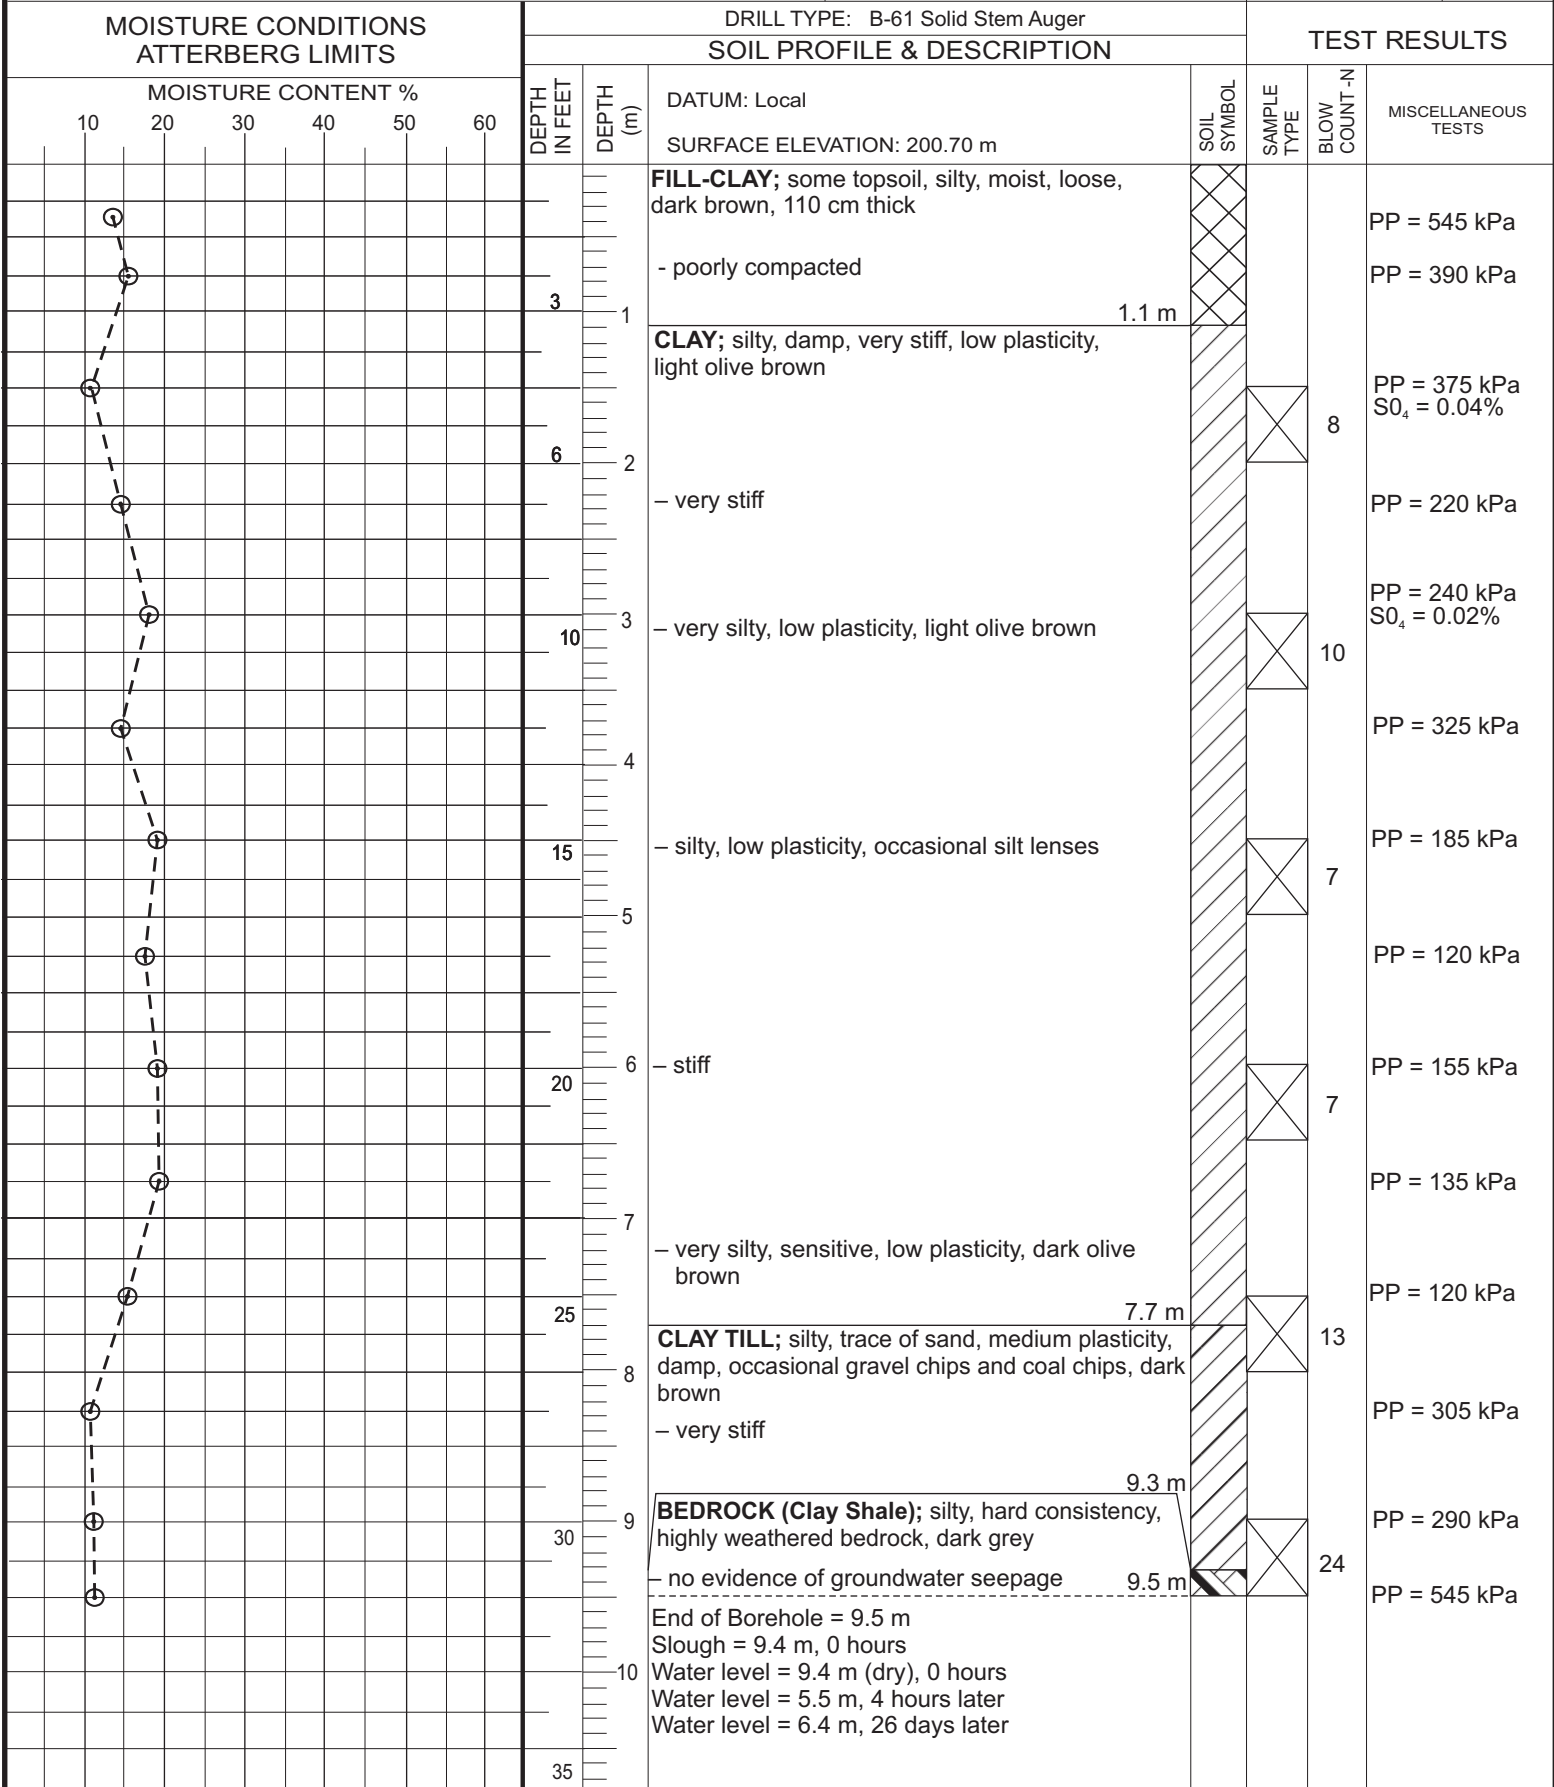 MOISTURE CONDITIONS
ATTERBERG LIMITS
MOISTURE CONTENT %
10 20 30 40 50 60
DRILL TYPE: B-61 Solid Stem Auger
SOIL PROFILE & DESCRIPTION
TEST RESULTS
DEPTH
IN FEET
DEPTH
(m)
DATUM: Local
SURFACE ELEVATION: 200.70 m
SOIL
SYMBOL
SAMPLE
TYPE
BLOW
COUNT -N
MISCELLANEOUS
TESTS
FILL-CLAY; some topsoil, silty, moist, loose,
dark brown, 110 cm thick
PP = 545 kPa
- poorly compacted
PP = 390 kPa
3
1
1.1 m
CLAY; silty, damp, very stiff, low plasticity,
light olive brown
PP = 375 kPa
S0₄ = 0.04%
8
6
2
– very stiff
PP = 220 kPa
PP = 240 kPa
S0₄ = 0.02%
3
– very silty, low plasticity, light olive brown
10
10
PP = 325 kPa
4
PP = 185 kPa
15
– silty, low plasticity, occasional silt lenses
7
5
PP = 120 kPa
6
– stiff
PP = 155 kPa
20
7
PP = 135 kPa
7
– very silty, sensitive, low plasticity, dark olive
brown
PP = 120 kPa
25
7.7 m
13
CLAY TILL; silty, trace of sand, medium plasticity,
damp, occasional gravel chips and coal chips, dark
brown
8
PP = 305 kPa
– very stiff
9.3 m
BEDROCK (Clay Shale); silty, hard consistency,
highly weathered bedrock, dark grey
9
PP = 290 kPa
30
24
– no evidence of groundwater seepage
9.5 m
PP = 545 kPa
End of Borehole = 9.5 m
Slough = 9.4 m, 0 hours
10
Water level = 9.4 m (dry), 0 hours
Water level = 5.5 m, 4 hours later
Water level = 6.4 m, 26 days later
35